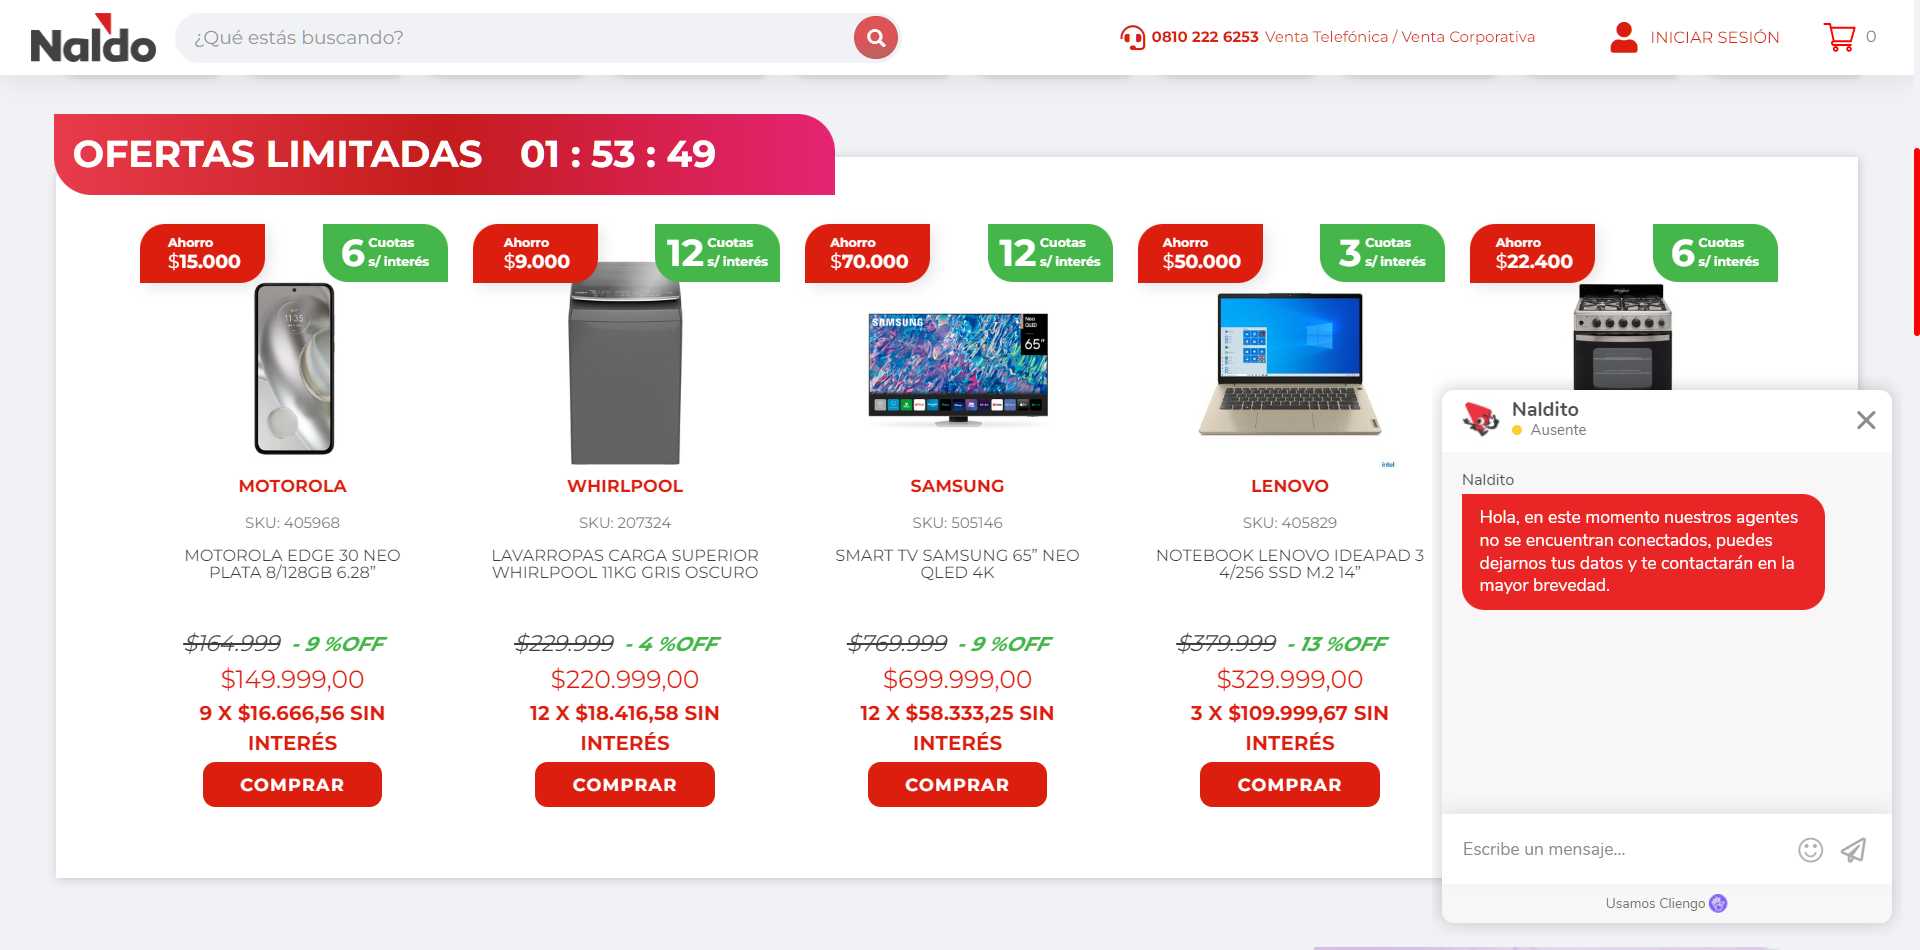 Naldo
¿Qué estás buscando?
0810 222 6253 Venta Telefónica / Venta Corporativa
INICIAR SESIÓN
0
OFERTAS LIMITADAS 01 : 53 : 49
Ahorro
$15.000
6 Cuotas
s/ interés
11:35
MOTOROLA
SKU: 405968
MOTOROLA EDGE 30 NEO
PLATA 8/128GB 6.28”
$164.999 - 9 %OFF
$149.999,00
9 X $16.666,56 SIN
INTERÉS
COMPRAR
Ahorro
$9.000
12 Cuotas
s/ interés
WHIRLPOOL
SKU: 207324
LAVARROPAS CARGA SUPERIOR
WHIRLPOOL 11KG GRIS OSCURO
$229.999 - 4 %OFF
$220.999,00
12 X $18.416,58 SIN
INTERÉS
COMPRAR
Ahorro
$70.000
12 Cuotas
s/ interés
SAMSUNG
Neo
QLED
65”
SAMSUNG
SKU: 505146
SMART TV SAMSUNG 65” NEO
QLED 4K
$769.999 - 9 %OFF
$699.999,00
12 X $58.333,25 SIN
INTERÉS
COMPRAR
Ahorro
$50.000
3 Cuotas
s/ interés
intel
LENOVO
SKU: 405829
NOTEBOOK LENOVO IDEAPAD 3
4/256 SSD M.2 14”
$379.999 - 13 %OFF
$329.999,00
3 X $109.999,67 SIN
INTERÉS
COMPRAR
Ahorro
$22.400
6 Cuotas
s/ interés
Naldito
Ausente
Naldito
Hola, en este momento nuestros agentes
no se encuentran conectados, puedes
dejarnos tus datos y te contactarán en la
mayor brevedad.
Escribe un mensaje...
Usamos Cliengo